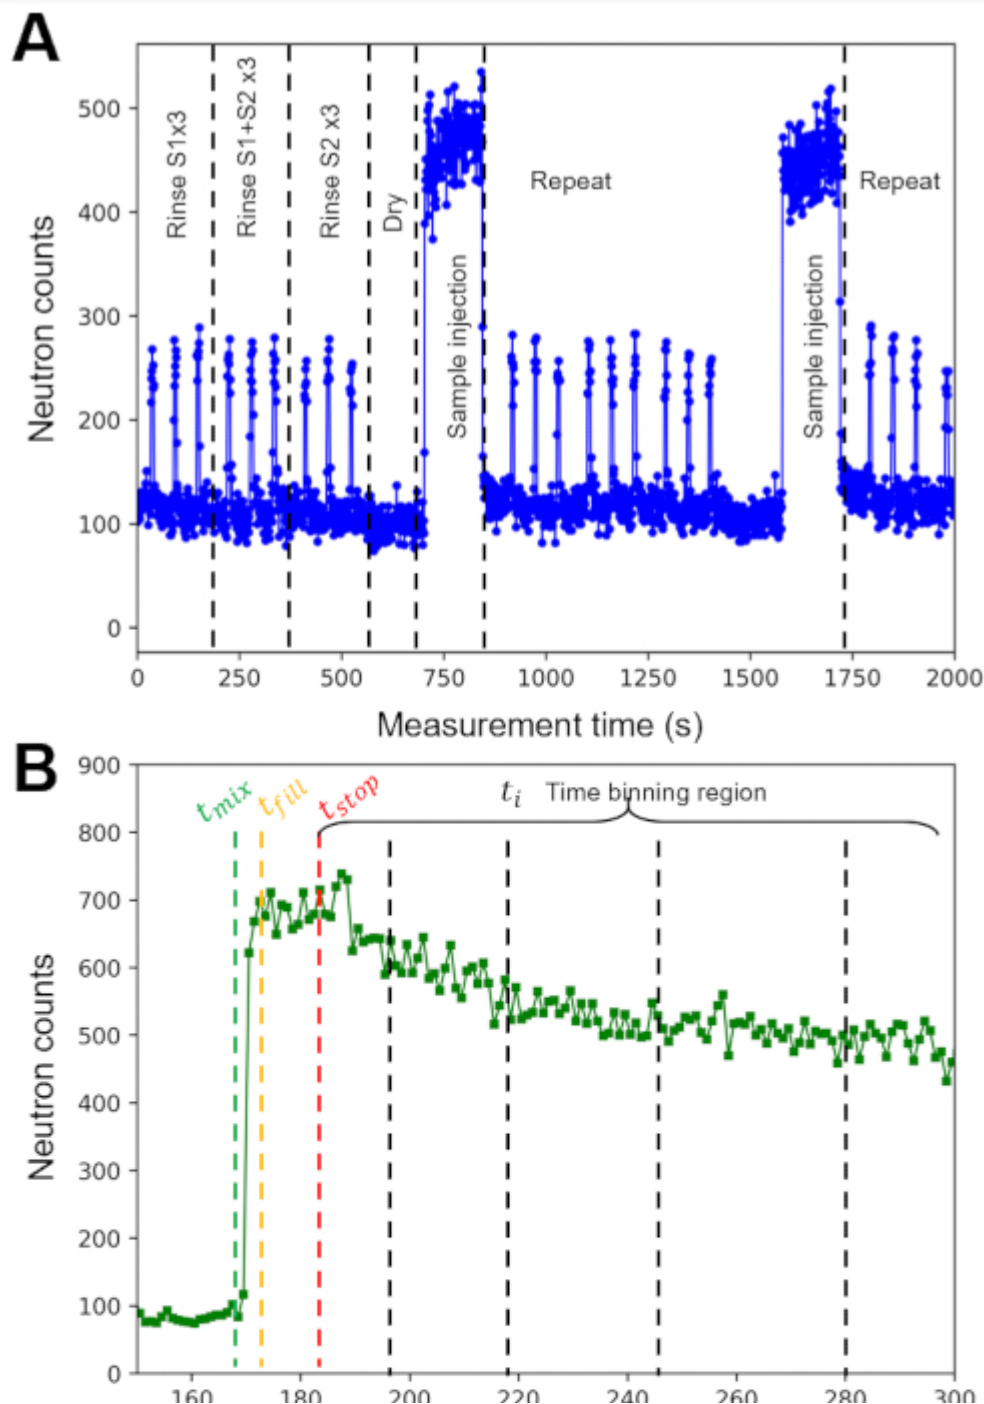 A
Neutron counts
500
400
300
200
100
0
Rinse S1x3
Rinse S1+S2 x3
Rinse S2 x3
Dry
Sample injection
Repeat
Sample injection
Repeat
0 250 500 750 1000 1250 1500 1750 2000
Measurement time (s)
B
Neutron counts
900
800
700
600
500
400
300
200
100
0
t_mix t_fill t_stop t_i Time binning region
160 180 200 220 240 260 280 300